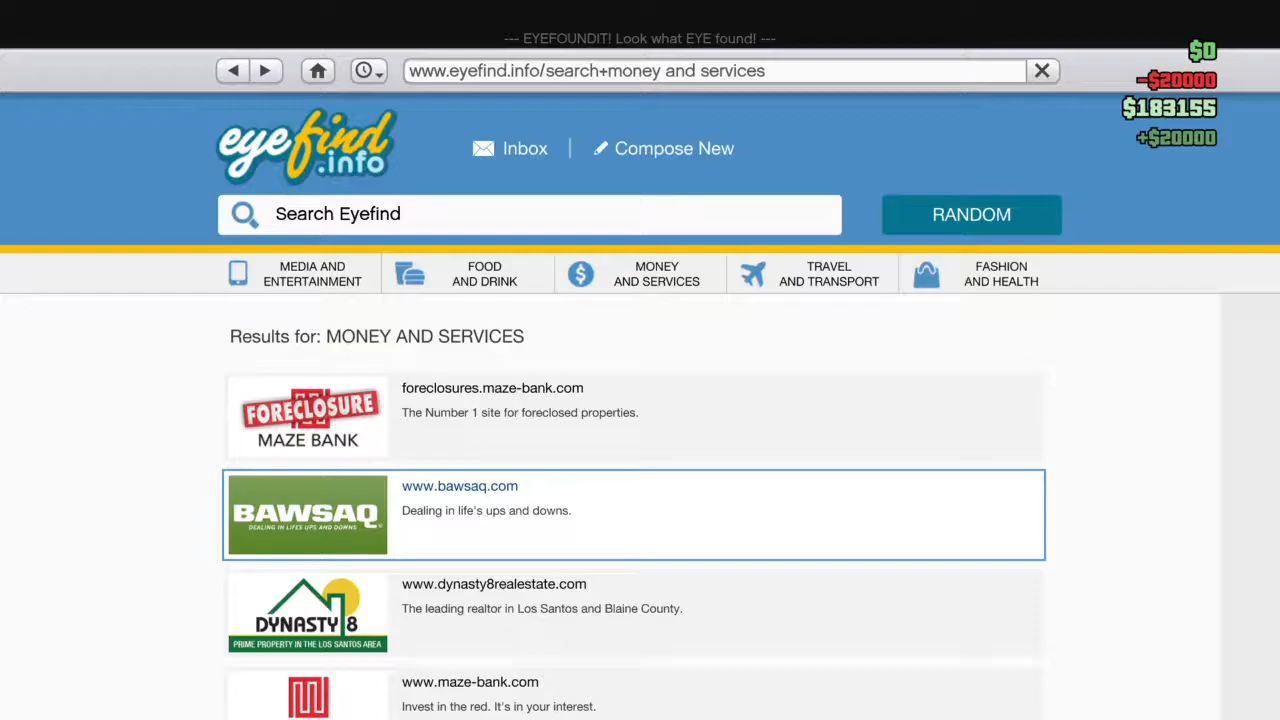 --- EYEFOUNDIT! Look what EYE found! ---
$0
www.eyefind.info/search+money and services
-$20000
$183155
+$20000
eyefind
.info
Inbox
Compose New
Search Eyefind
RANDOM
MEDIA AND
ENTERTAINMENT
FOOD
AND DRINK
MONEY
AND SERVICES
TRAVEL
AND TRANSPORT
FASHION
AND HEALTH
Results for: MONEY AND SERVICES
FORECLOSURE
MAZE BANK
foreclosures.maze-bank.com
The Number 1 site for foreclosed properties.
BAWSAQ
DEALING IN LIFE'S UPS AND DOWNS
www.bawsaq.com
Dealing in life's ups and downs.
DYNASTY 8
PRIME PROPERTY IN THE LOS SANTOS AREA
www.dynasty8realestate.com
The leading realtor in Los Santos and Blaine County.
www.maze-bank.com
Invest in the red. It's in your interest.